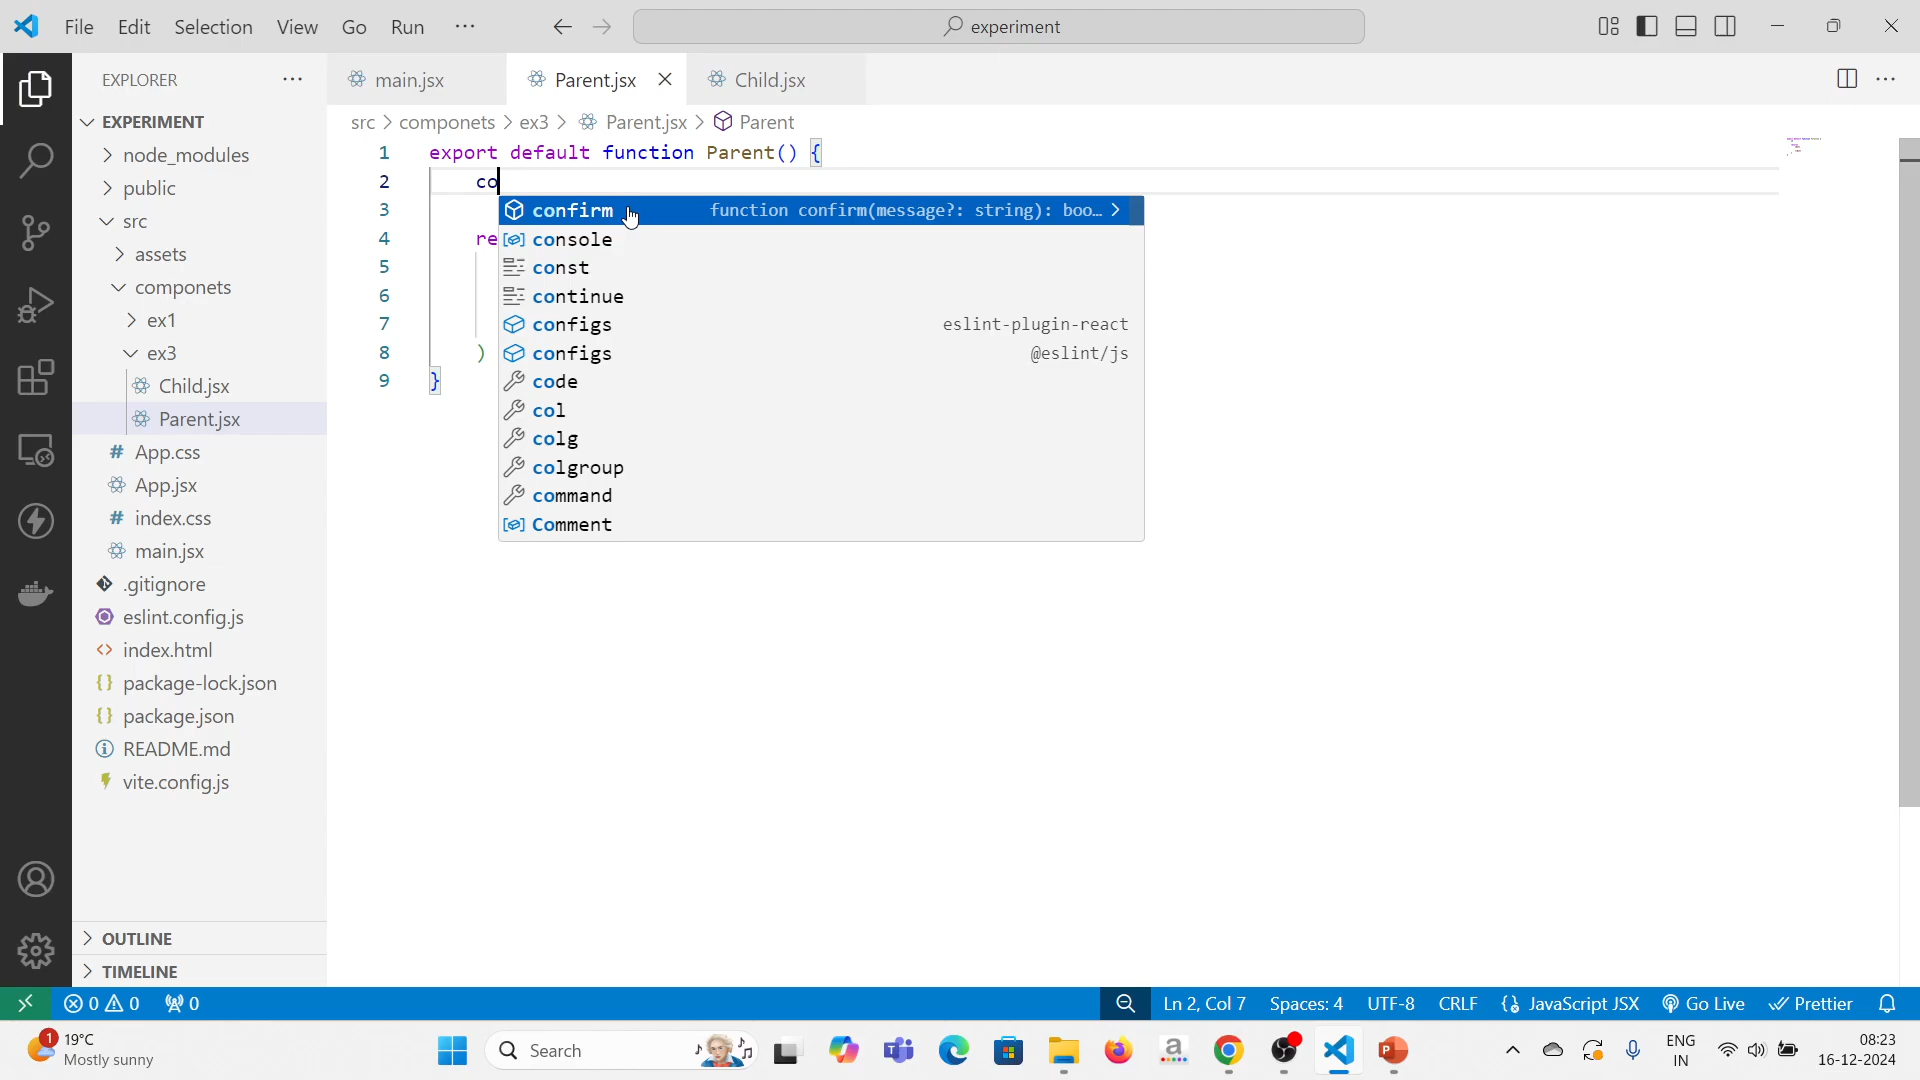 File Edit Selection View Go Run ···
experiment
EXPLORER ···
main.jsx
Parent.jsx
Child.jsx
EXPERIMENT
node_modules
public
src
assets
componets
ex1
ex3
Child.jsx
Parent.jsx
App.css
App.jsx
index.css
main.jsx
.gitignore
eslint.config.js
index.html
package-lock.json
package.json
README.md
vite.config.js
OUTLINE
TIMELINE
src > componets > ex3 > Parent.jsx > Parent
1 export default function Parent() {
2 co
3
4 re
5
6
7
8 )
9 }
confirm function confirm(message?: string): boo… >
console
const
continue
configs eslint-plugin-react
configs @eslint/js
code
col
colg
colgroup
command
Comment
0 0 0
Ln 2, Col 7 Spaces: 4 UTF-8 CRLF JavaScript JSX Go Live Prettier
1
19°C
Mostly sunny
Search
ENG
IN
08:23
16-12-2024